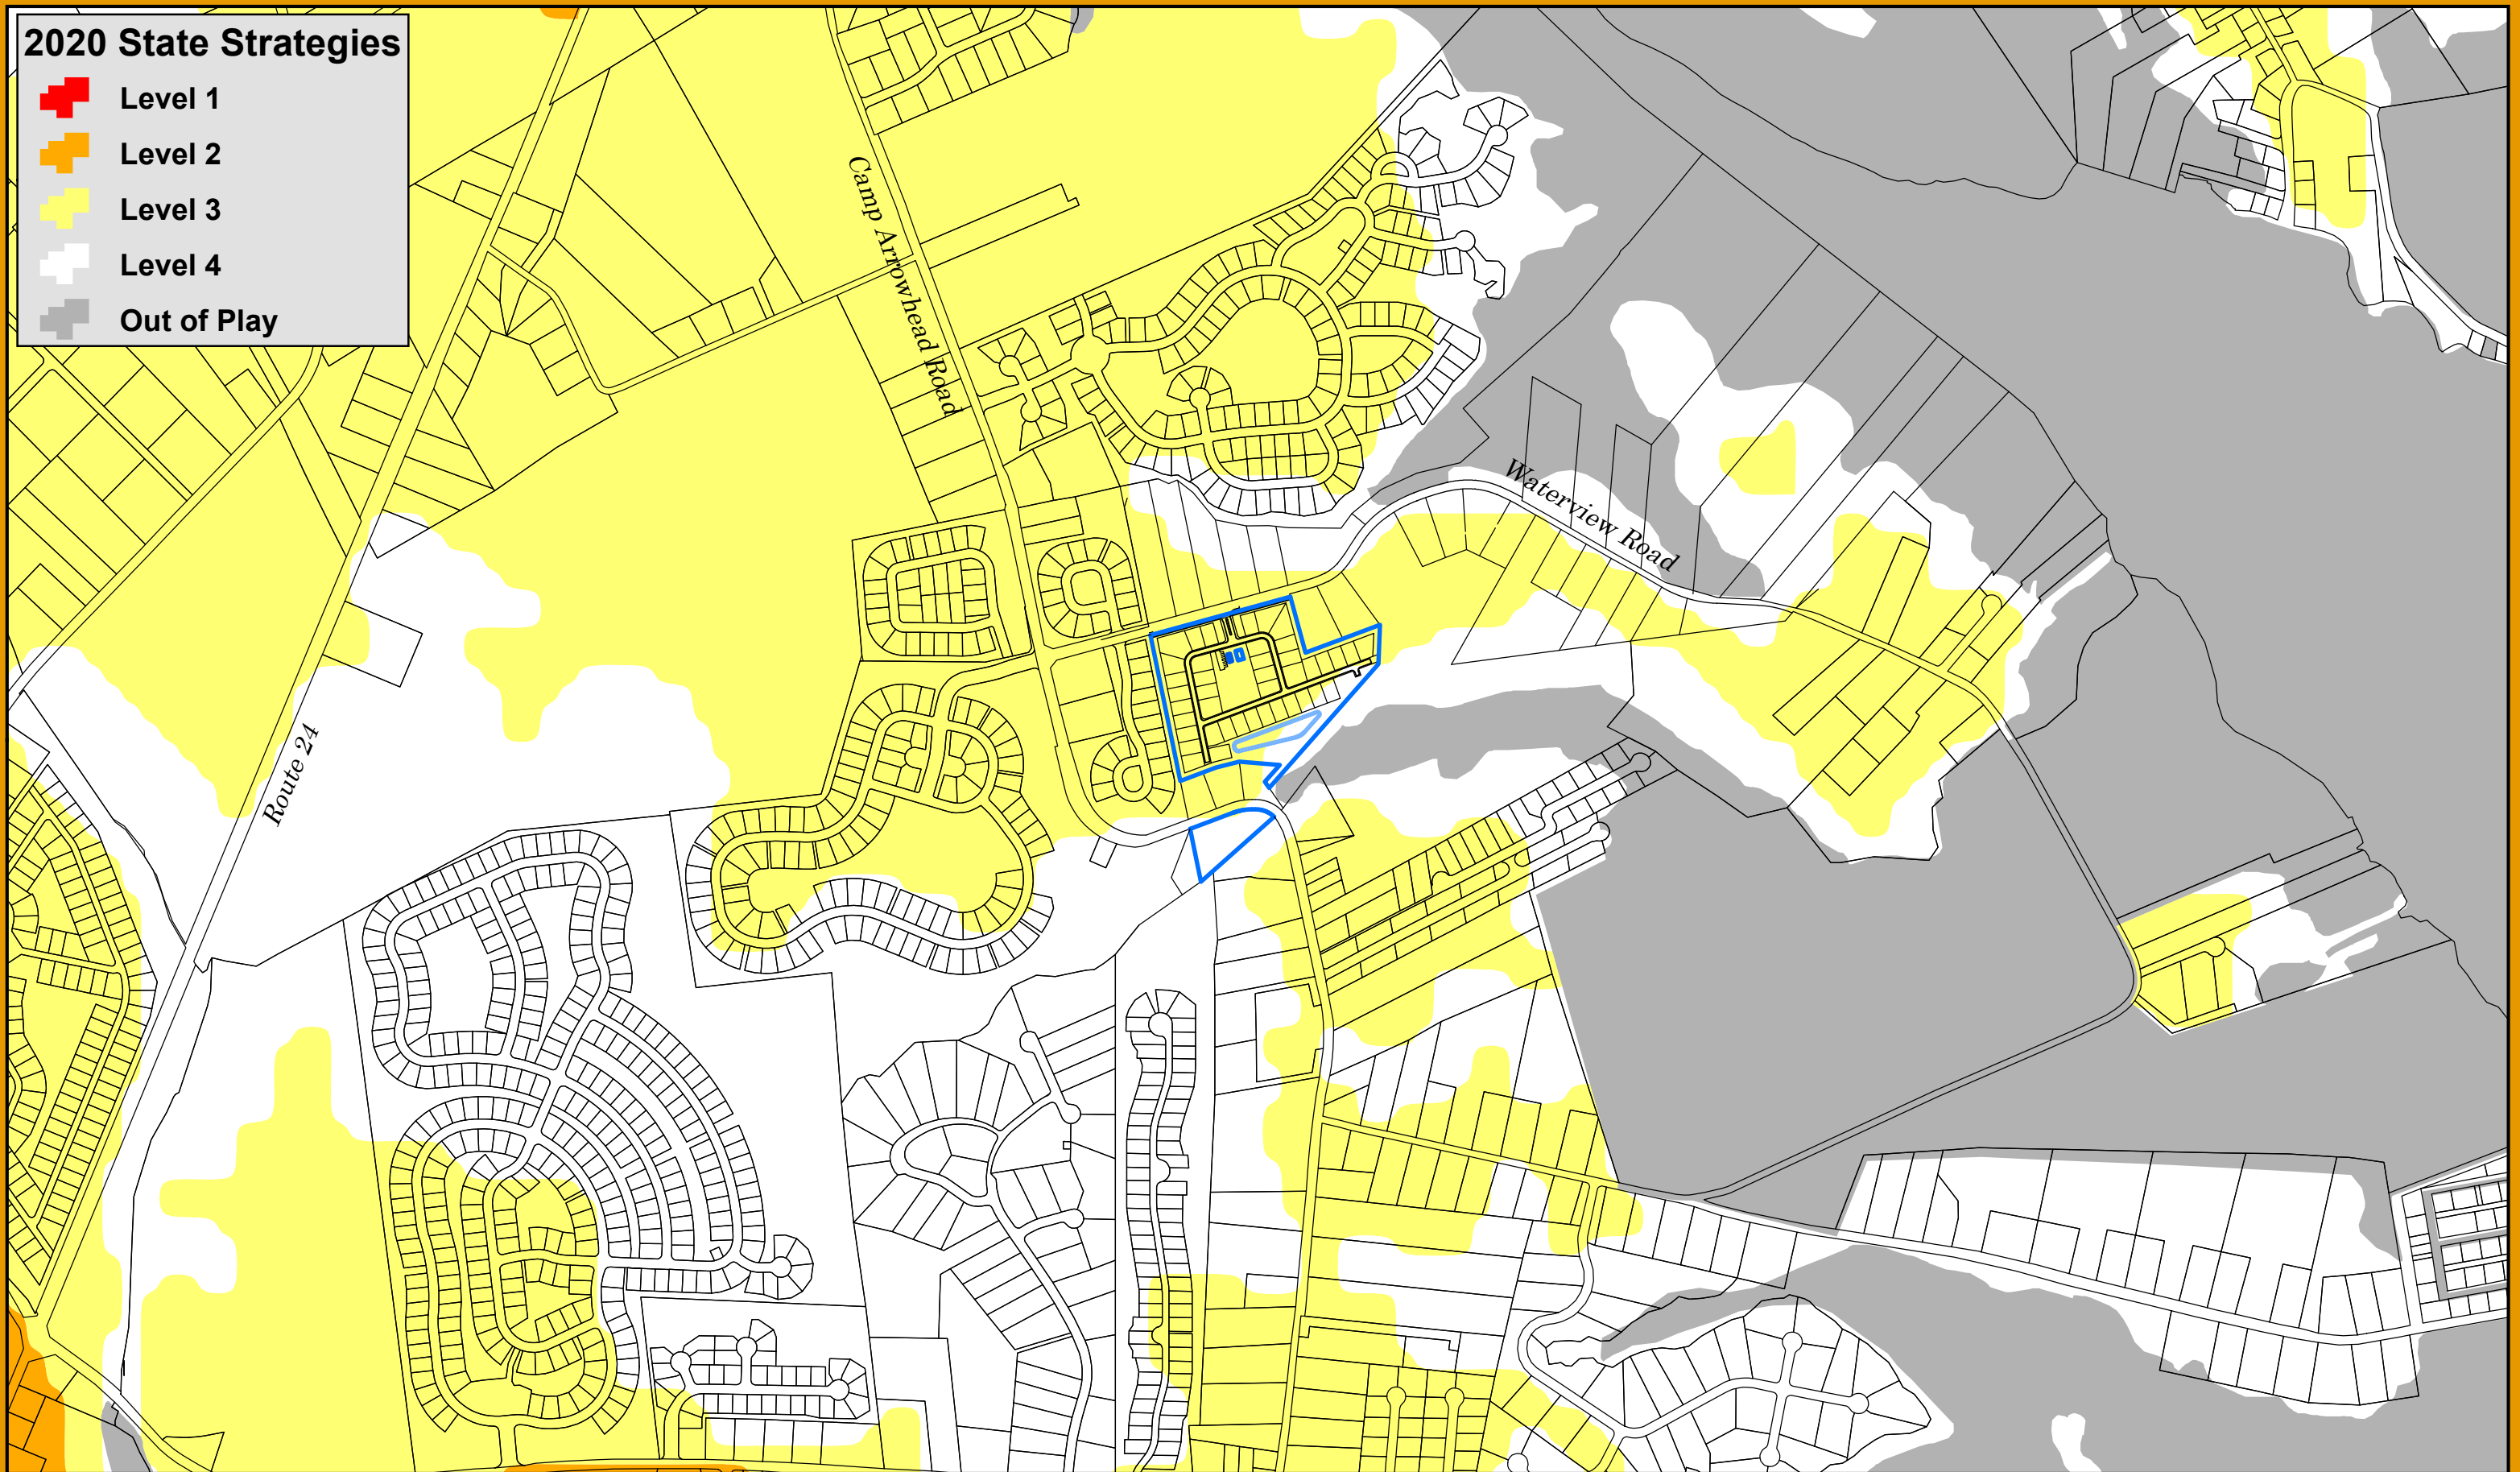 2020 State Strategies
Level 1
Level 2
Level 3
Level 4
Out of Play
Camp Arrowhead Road
Waterview Road
Route 24